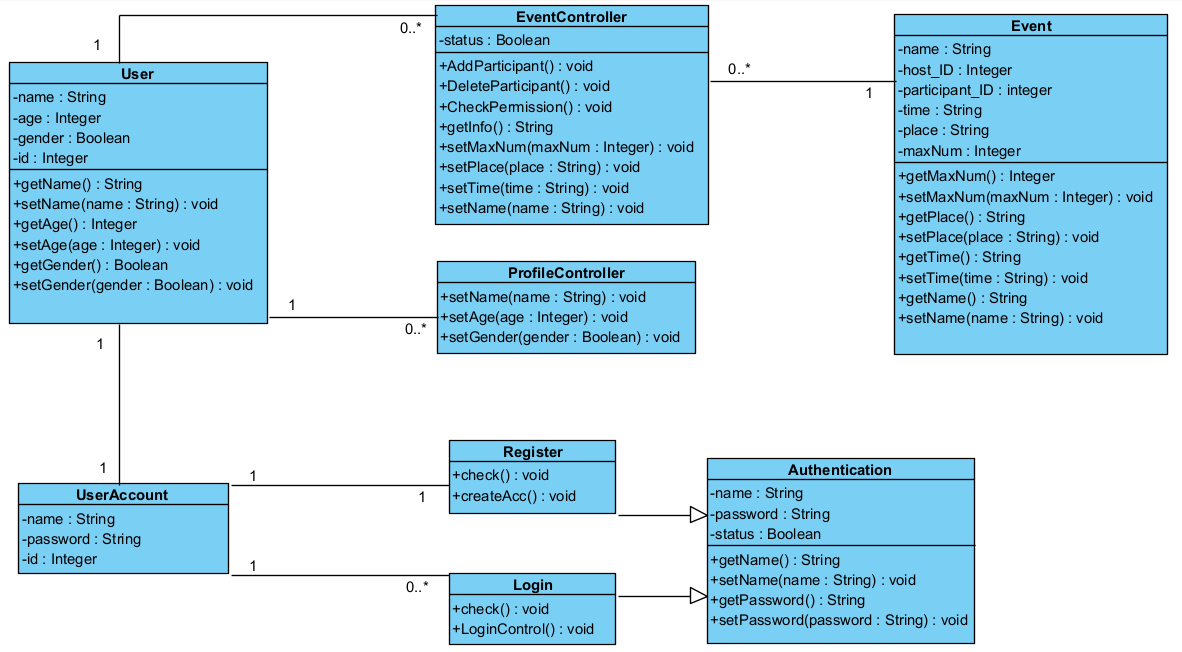 1
0..*
EventController
-status : Boolean
+AddParticipant() : void
+DeleteParticipant() : void
+CheckPermission() : void
+getInfo() : String
+setMaxNum(maxNum : Integer) : void
+setPlace(place : String) : void
+setTime(time : String) : void
+setName(name : String) : void
0..*
1
Event
-name : String
-host_ID : Integer
-participant_ID : integer
-time : String
-place : String
-maxNum : Integer
+getMaxNum() : Integer
+setMaxNum(maxNum : Integer) : void
+getPlace() : String
+setPlace(place : String) : void
+getTime() : String
+setTime(time : String) : void
+getName() : String
+setName(name : String) : void
User
-name : String
-age : Integer
-gender : Boolean
-id : Integer
+getName() : String
+setName(name : String) : void
+getAge() : Integer
+setAge(age : Integer) : void
+getGender() : Boolean
+setGender(gender : Boolean) : void
1
0..*
ProfileController
+setName(name : String) : void
+setAge(age : Integer) : void
+setGender(gender : Boolean) : void
1
1
UserAccount
-name : String
-password : String
-id : Integer
1
1
Register
+check() : void
+createAcc() : void
1
0..*
Login
+check() : void
+LoginControl() : void
Authentication
-name : String
-password : String
-status : Boolean
+getName() : String
+setName(name : String) : void
+getPassword() : String
+setPassword(password : String) : void